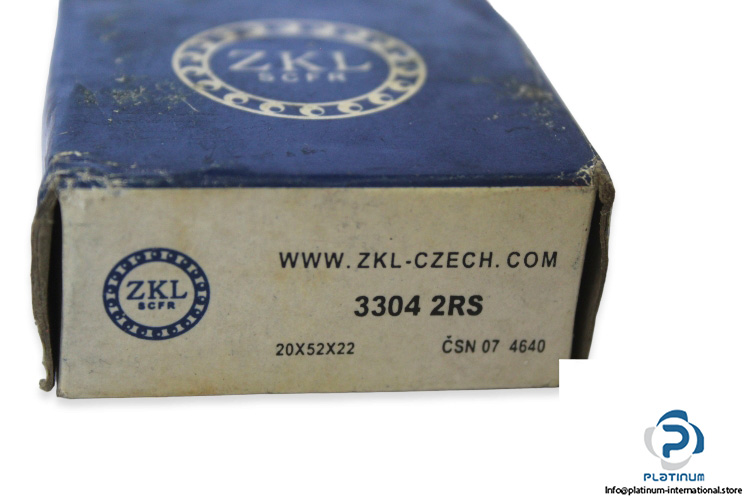 ZKL
SCFR
WWW.ZKL-CZECH.COM
ZKL
SCFR
3304 2RS
20X52X22
ČSN 07 4640
PLATINUM
Info@platinum-international.store